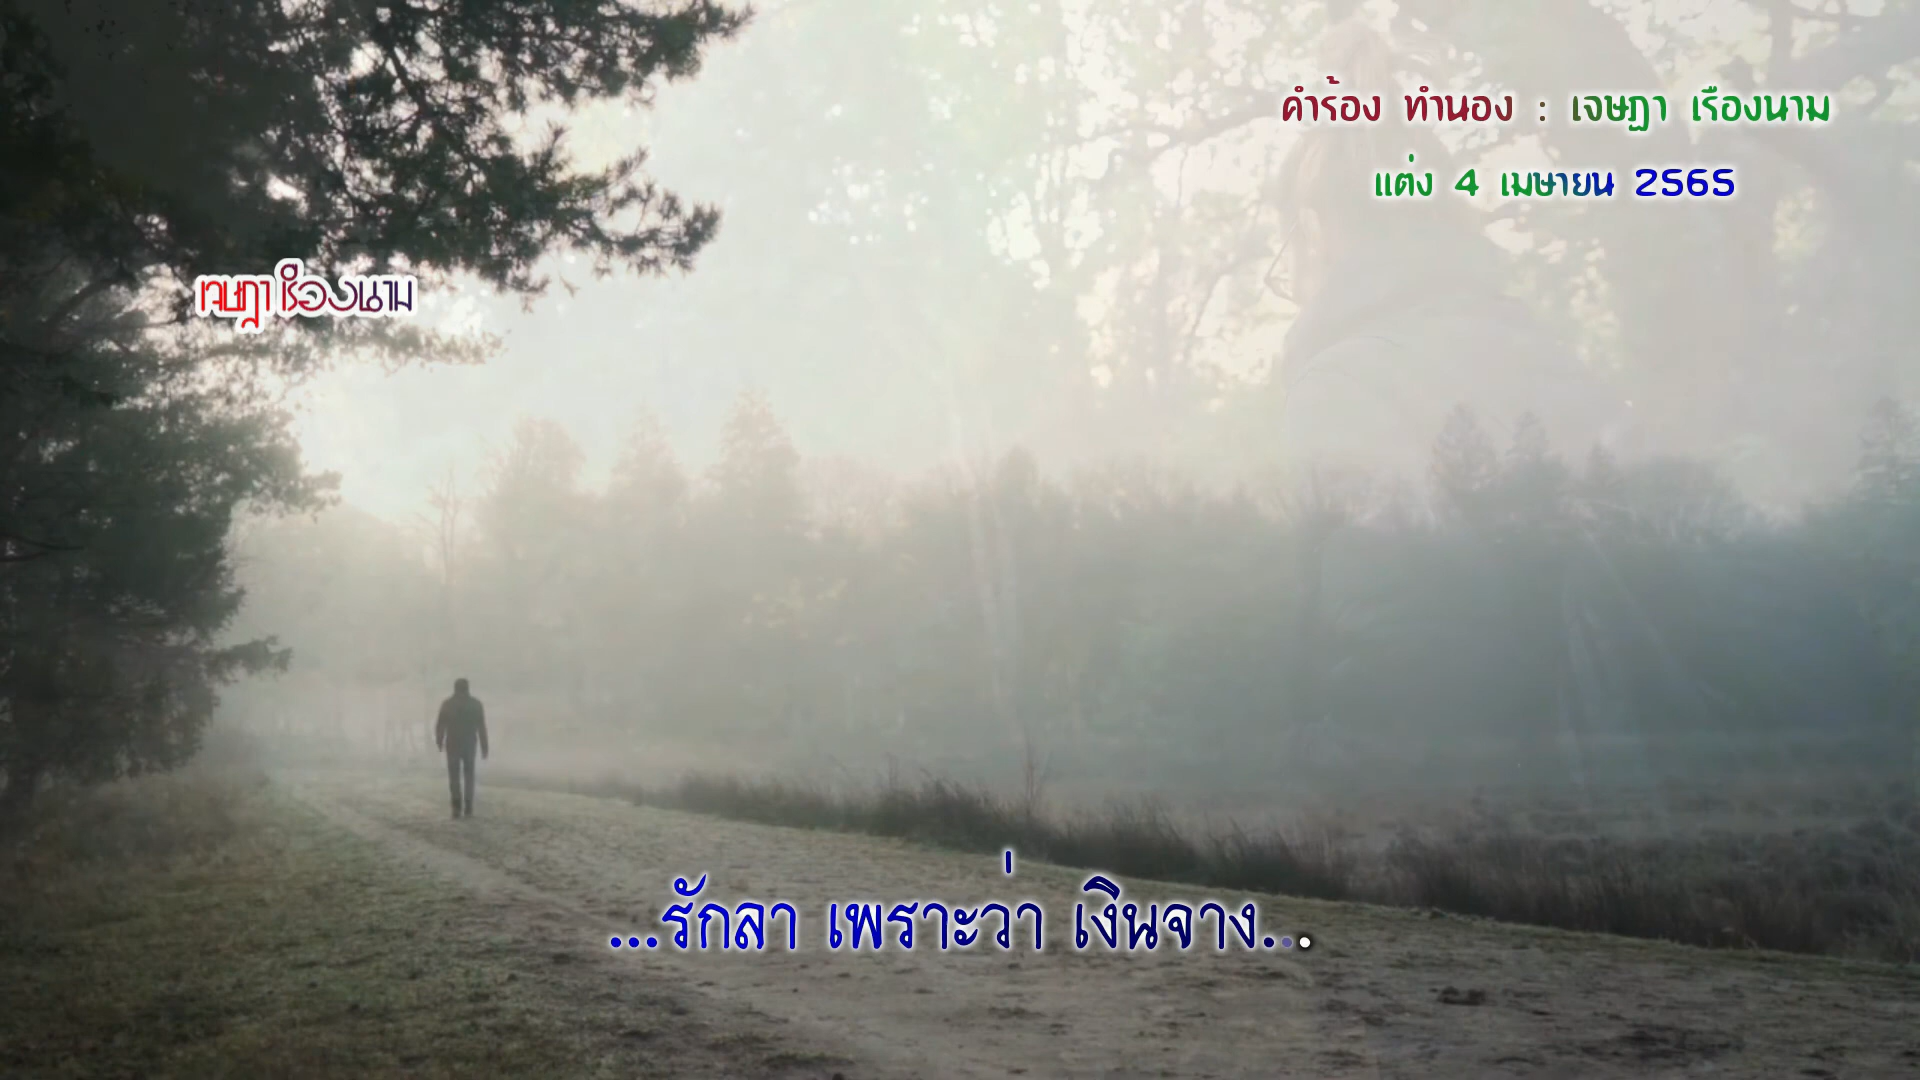 คำร้อง ทำนอง : เจษฎา เรืองนาม
แต่ง 4 เมษายน 2565
เจษฎา เรืองนาม
...รักลา เพราะว่า เงินจาง...